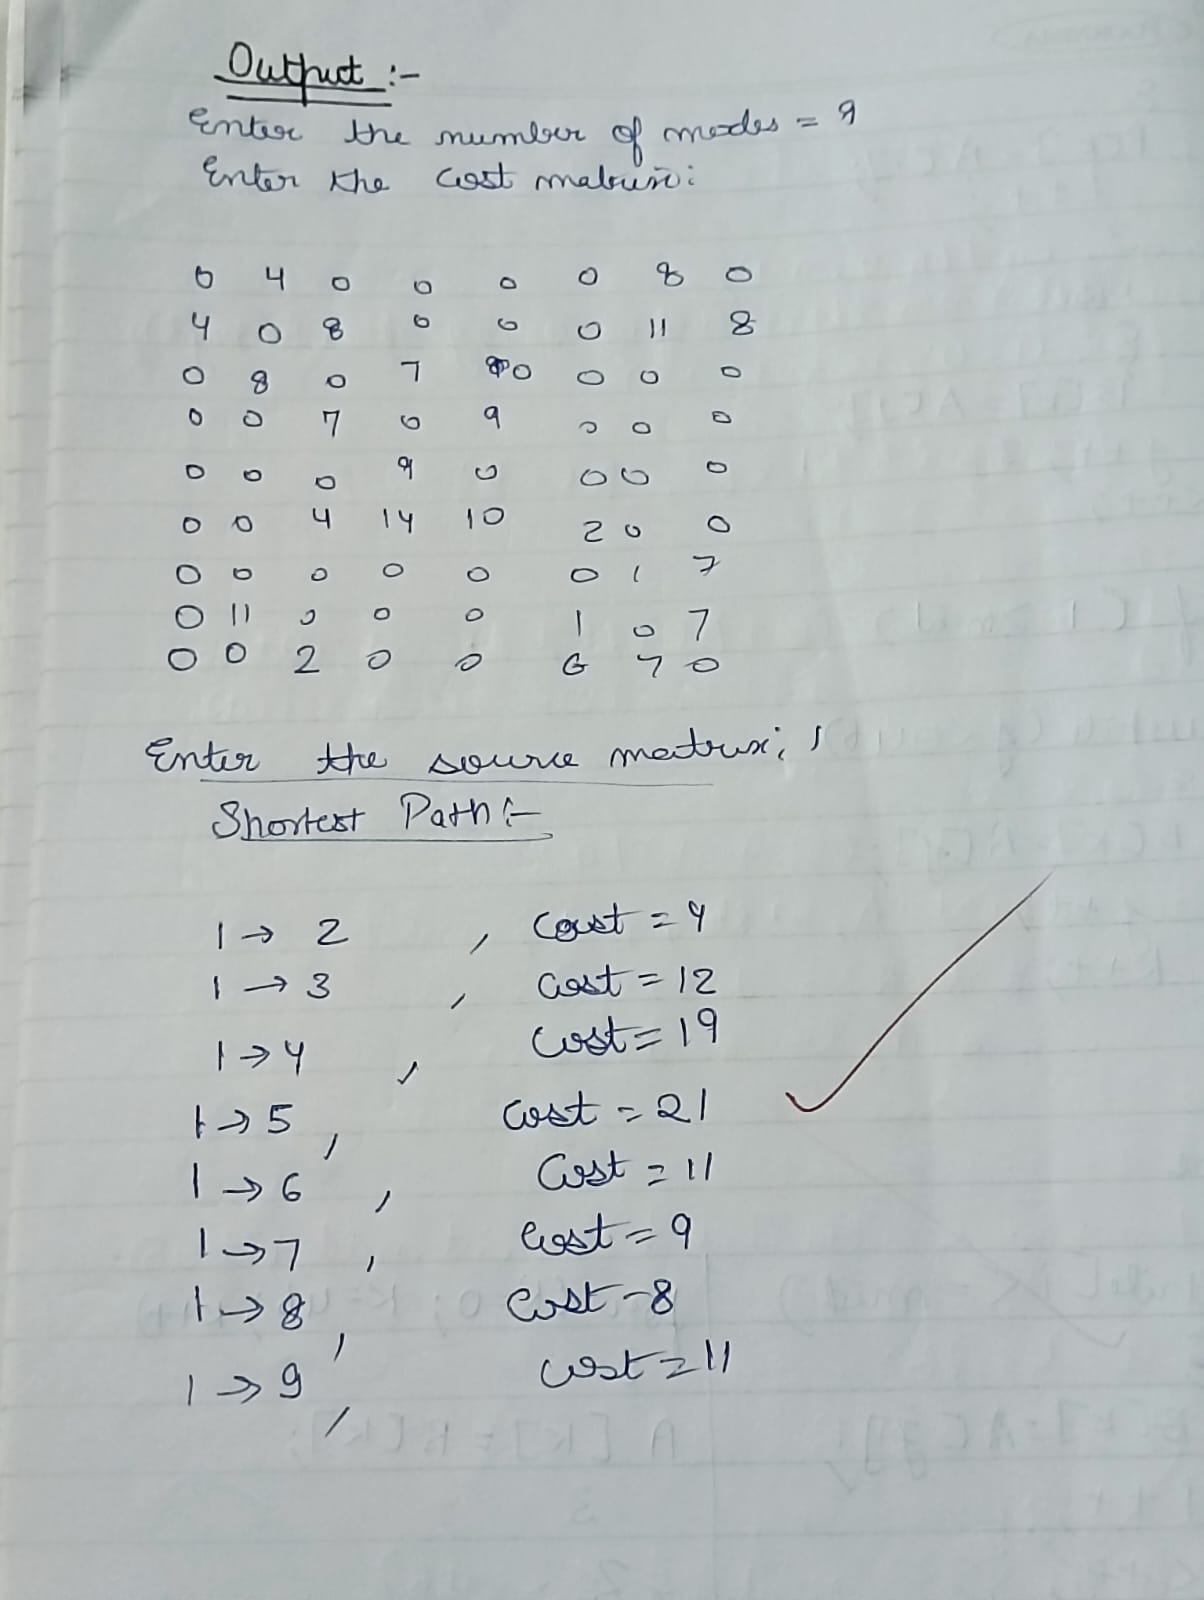 Output :-
Enter the number of nodes = 9
Enter the cost matrix:
0 4 0 0 0 0 8 0
4 0 8 0 0 0 11 8
0 8 0 7 0 0 0 0
0 0 7 0 9 0 0 0
0 0 0 9 0 0 0 0
0 0 4 14 10 2 0 0
0 0 0 0 0 0 1 7
0 11 0 0 0 1 0 7
0 0 2 0 0 6 7 0
Enter the source matrix: 1
Shortest Path :-
1 → 2 , Cost = 4
1 → 3 , Cost = 12
1 → 4 , Cost = 19
1 → 5 , Cost = 21
1 → 6 , Cost = 11
1 → 7 , Cost = 9
1 → 8 , Cost - 8
1 → 9 , Cost = 11